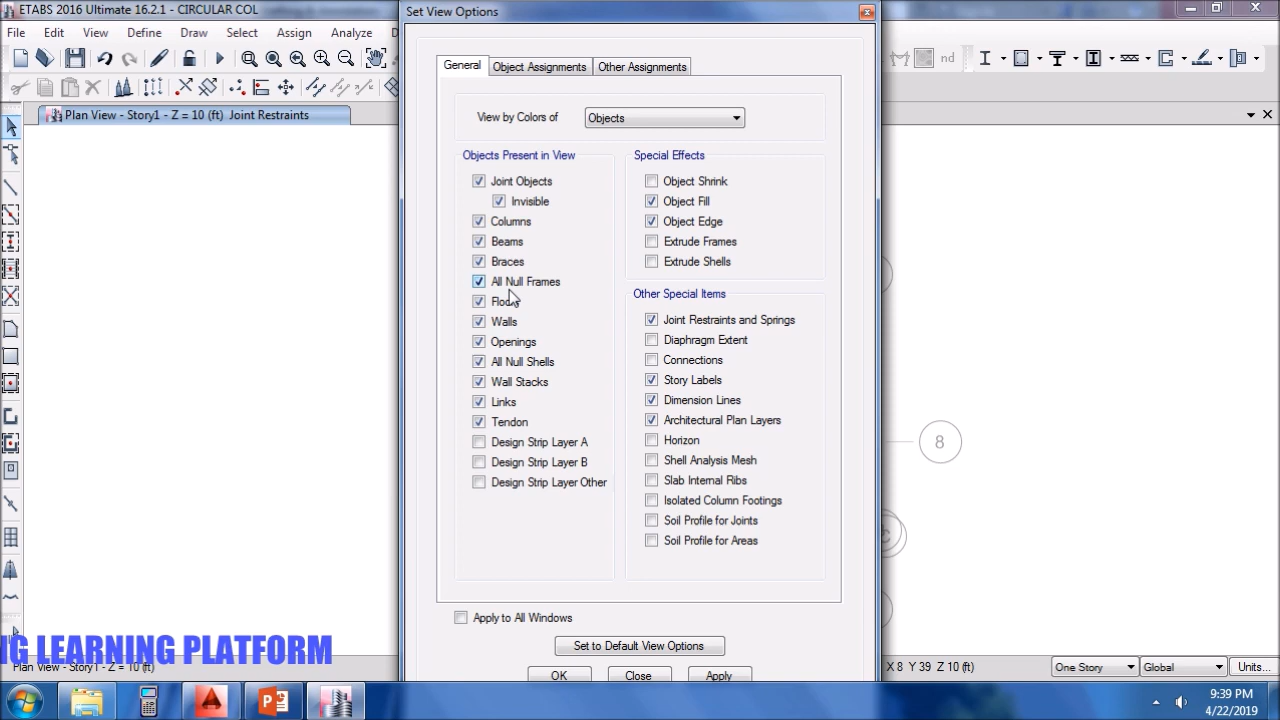 ETABS 2016 Ultimate 16.2.1 - CIRCULAR COL
Set View Options
File Edit View Define Draw Select Assign Analyze
nd
Plan View - Story1 - Z = 10 (ft) Joint Restraints
General Object Assignments Other Assignments
View by Colors of Objects
Objects Present in View
Joint Objects
Invisible
Columns
Beams
Braces
All Null Frames
Floors
Walls
Openings
All Null Shells
Wall Stacks
Links
Tendon
Design Strip Layer A
Design Strip Layer B
Design Strip Layer Other
Special Effects
Object Shrink
Object Fill
Object Edge
Extrude Frames
Extrude Shells
Other Special Items
Joint Restraints and Springs
Diaphragm Extent
Connections
Story Labels
Dimension Lines
Architectural Plan Layers
Horizon
Shell Analysis Mesh
Slab Internal Ribs
Isolated Column Footings
Soil Profile for Joints
Soil Profile for Areas
8
C
Apply to All Windows
Set to Default View Options
OK Close Apply
G LEARNING PLATFORM
Plan View - Story1 - Z = 10 (ft)
X 8 Y 39 Z 10 (ft)
One Story Global Units...
9:39 PM
4/22/2019